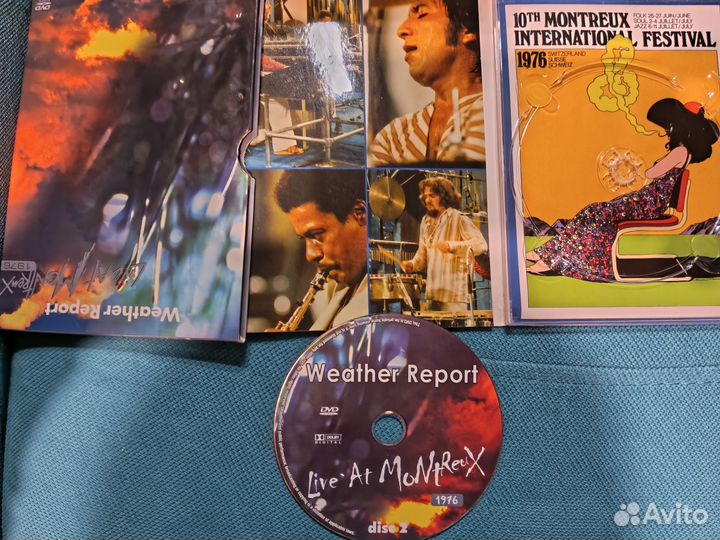 DVD
Weather Report
Live At MoNtReuX
1976
10TH MONTREUX
INTERNATIONAL FESTIVAL
1976
SWITZERLAND
SUISSE
SCHWEIZ
FOLK 25-27 JUIN/JUNE
SOUL 2-4 JUILLET/JULY
JAZZ 6-11 JUILLET/JULY
Weather Report
DVD
DOLBY
DIGITAL
Live At MoNtReuX
1976
disc 2
Avito